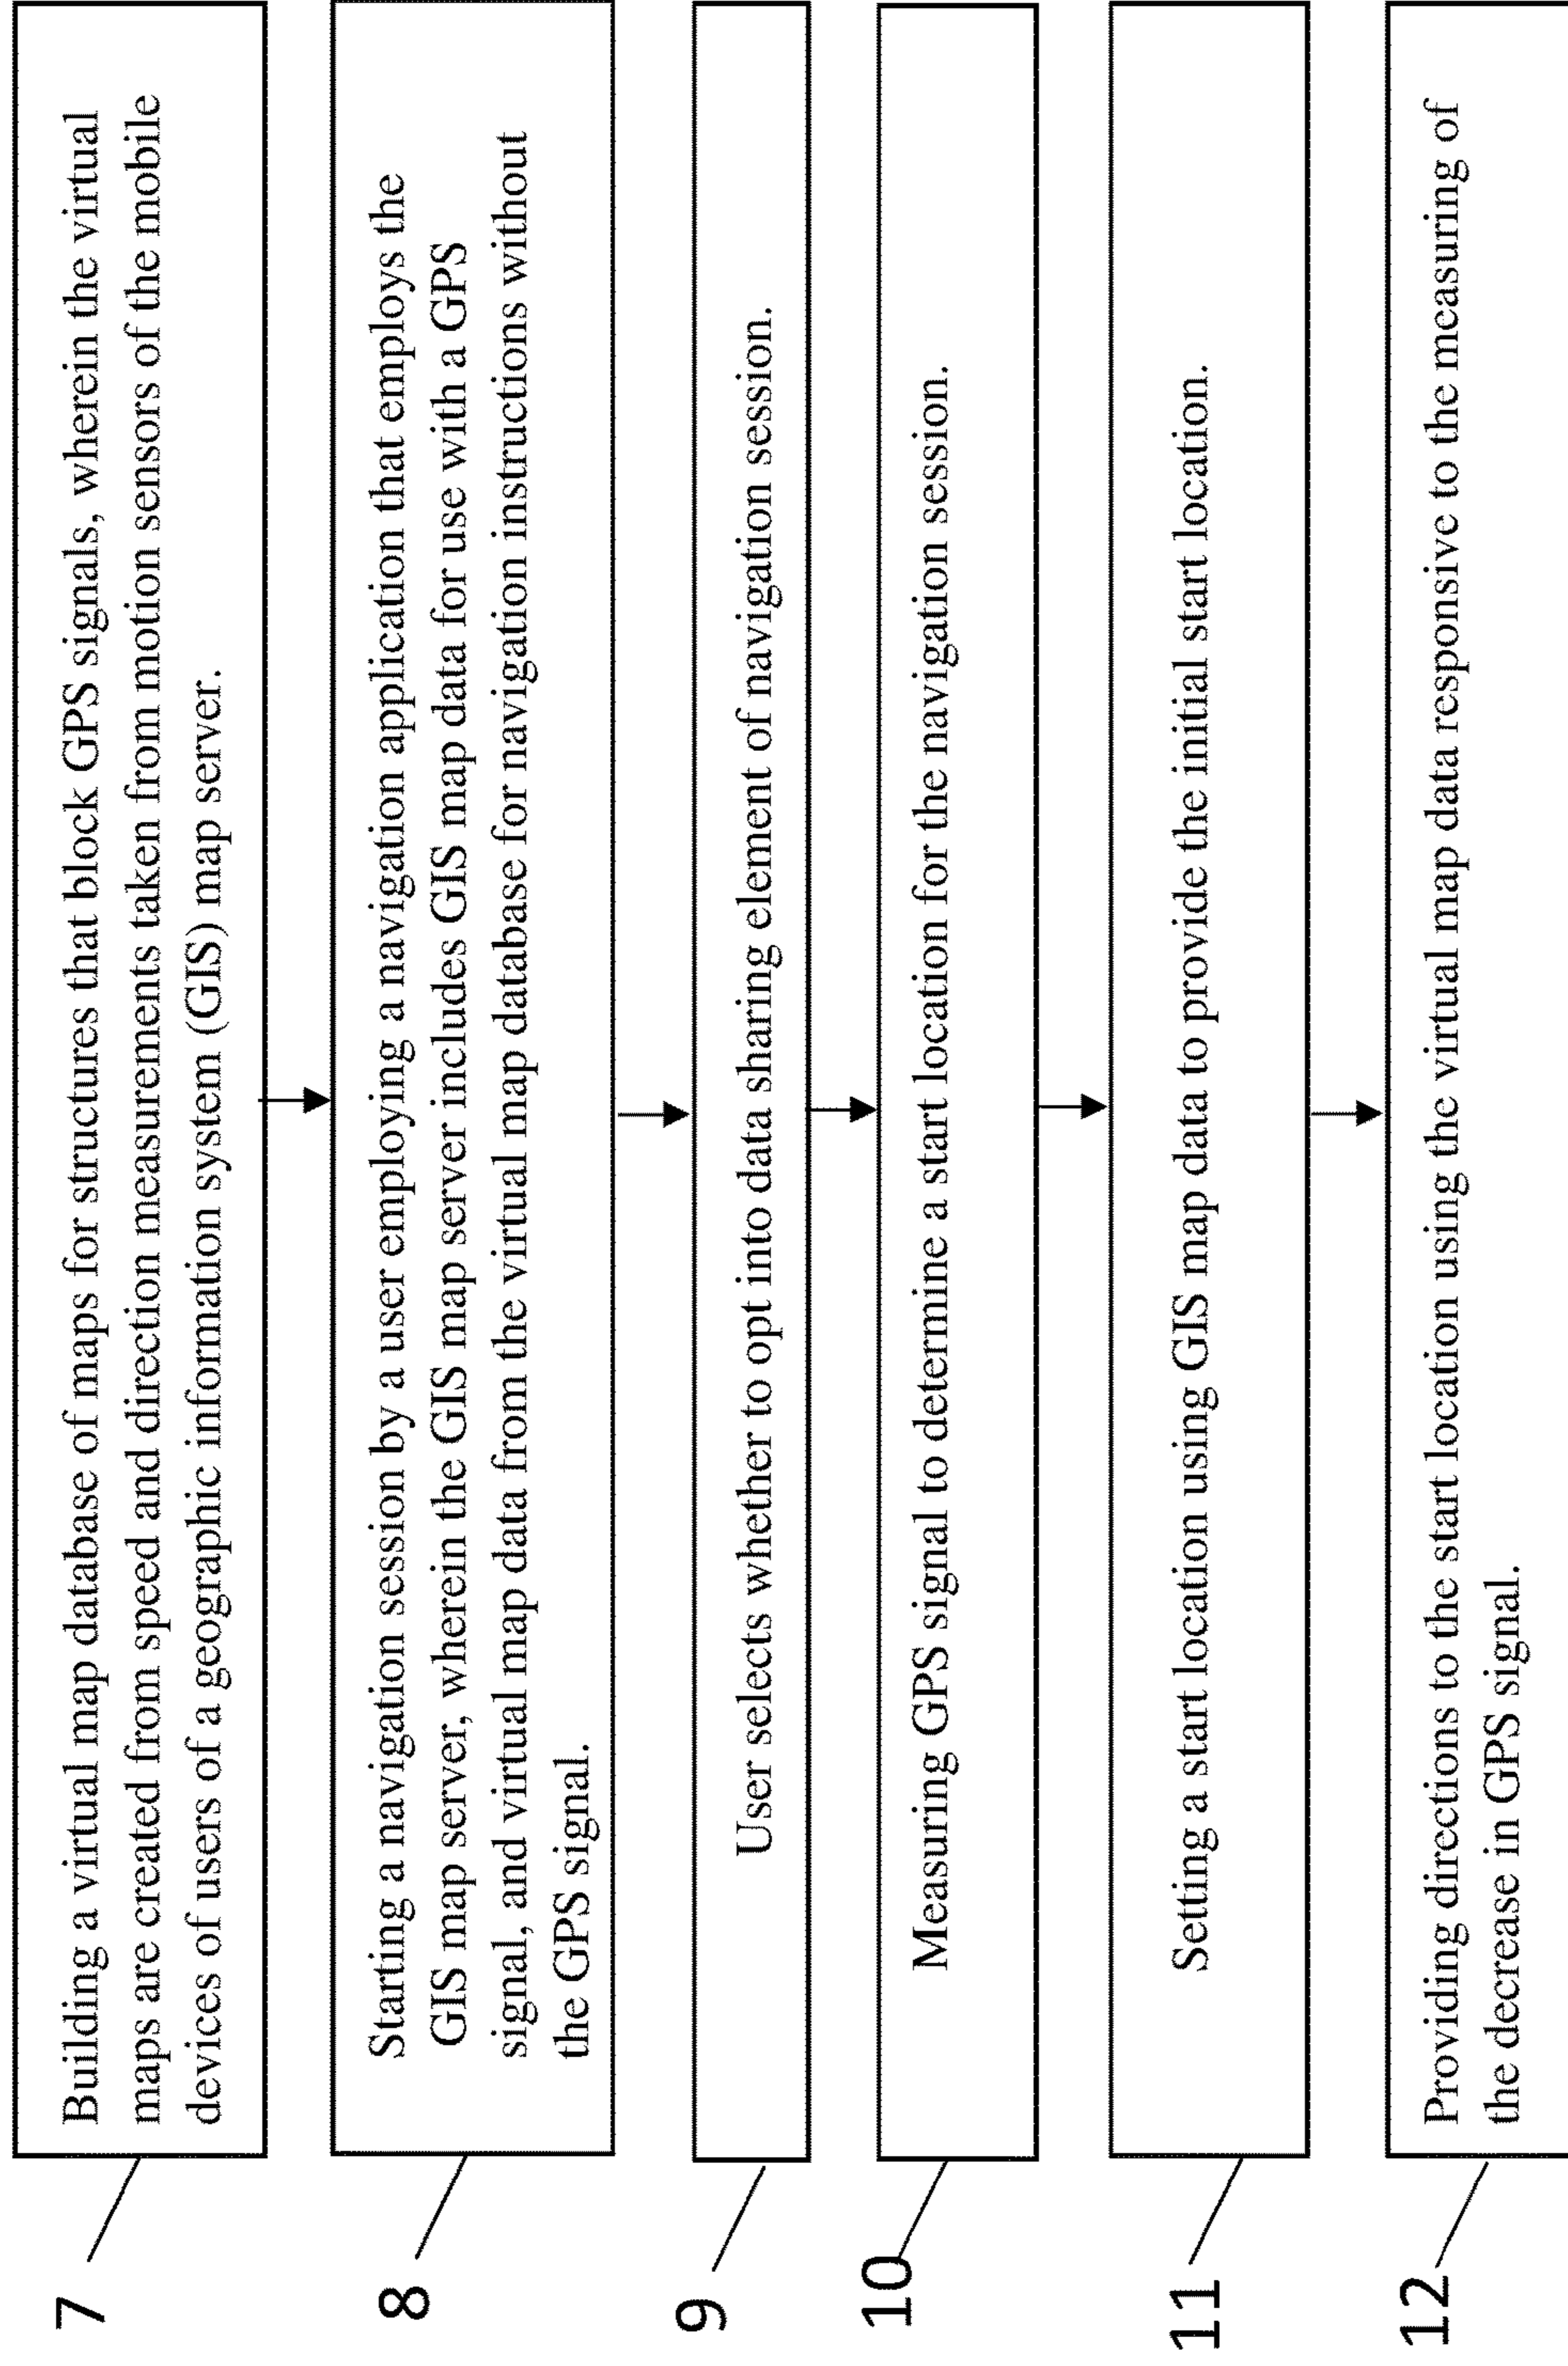 7
Building a virtual map database of maps for structures that block GPS signals, wherein the virtual
maps are created from speed and direction measurements taken from motion sensors of the mobile
devices of users of a geographic information system (GIS) map server.
8
Starting a navigation session by a user employing a navigation application that employs the
GIS map server, wherein the GIS map server includes GIS map data for use with a GPS
signal, and virtual map data from the virtual map database for navigation instructions without
the GPS signal.
9
User selects whether to opt into data sharing element of navigation session.
10
Measuring GPS signal to determine a start location for the navigation session.
11
Setting a start location using GIS map data to provide the initial start location.
12
Providing directions to the start location using the virtual map data responsive to the measuring of
the decrease in GPS signal.